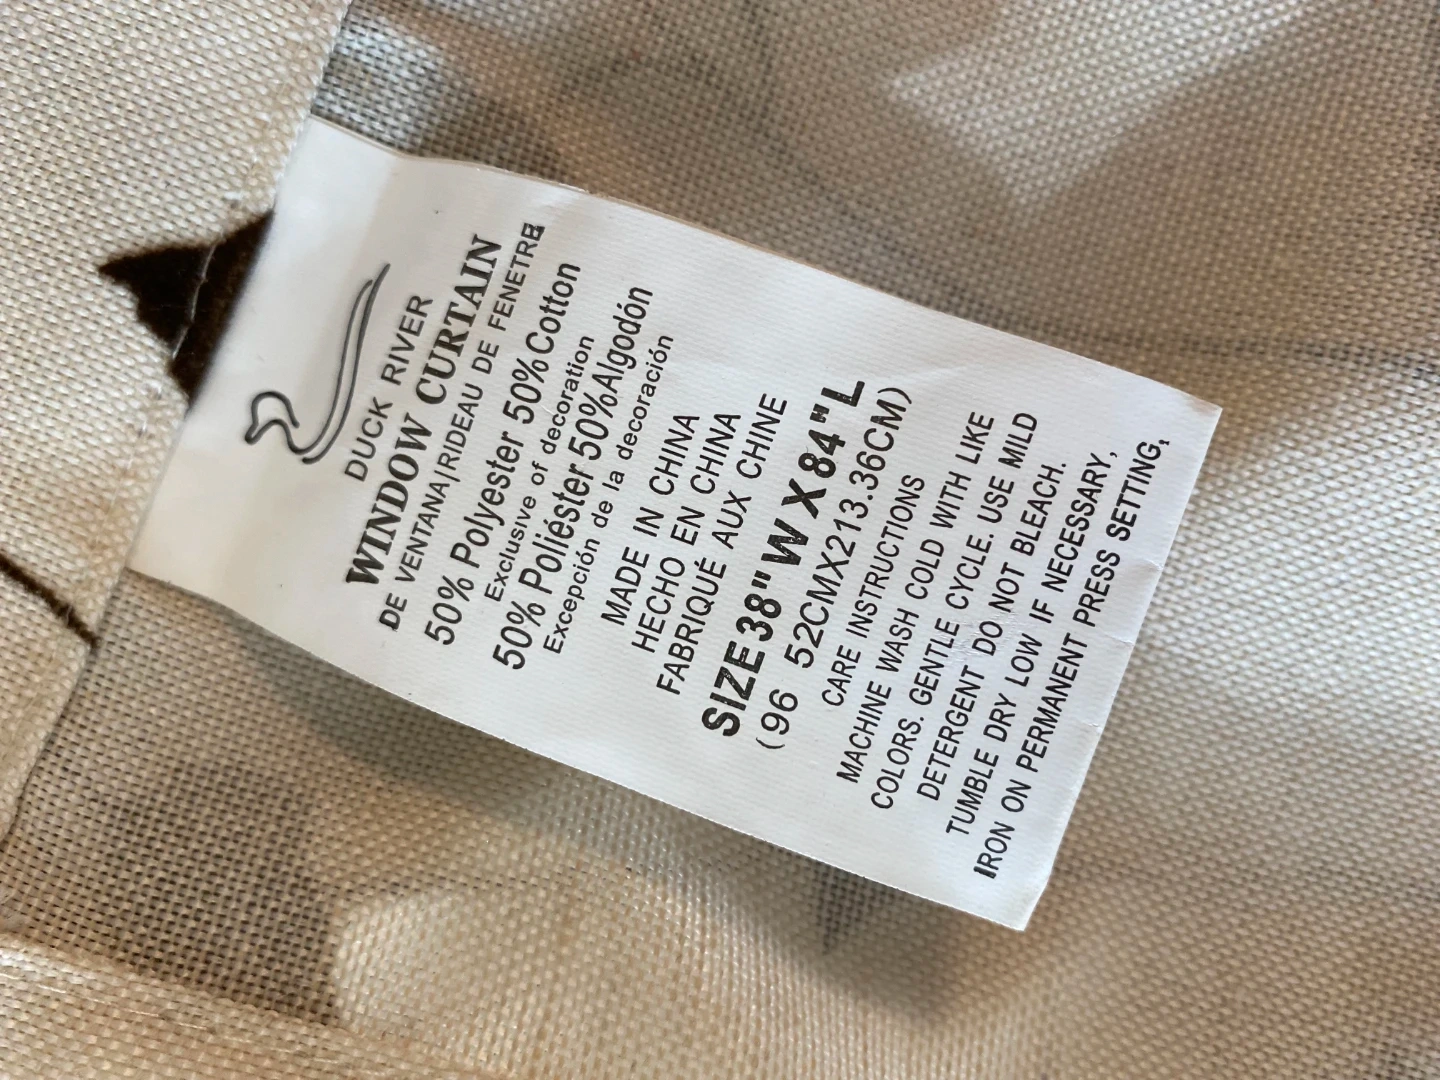 DUCK RIVER
WINDOW CURTAIN
DE VENTANA|RIDEAU DE FENETRE
50% Polyester 50%Cotton
Exclusive of decoration
50% Poliéster 50%Algodón
Excepción de la decoración
MADE IN CHINA
HECHO EN CHINA
FABRIQUÉ AUX CHINE
SIZE38"W X 84"L
(96 52CMX213.36CM)
CARE INSTRUCTIONS
MACHINE WASH COLD WITH LIKE
COLORS. GENTLE CYCLE. USE MILD
DETERGENT DO NOT BLEACH.
TUMBLE DRY LOW IF NECESSARY,
IRON ON PERMANENT PRESS SETTING,